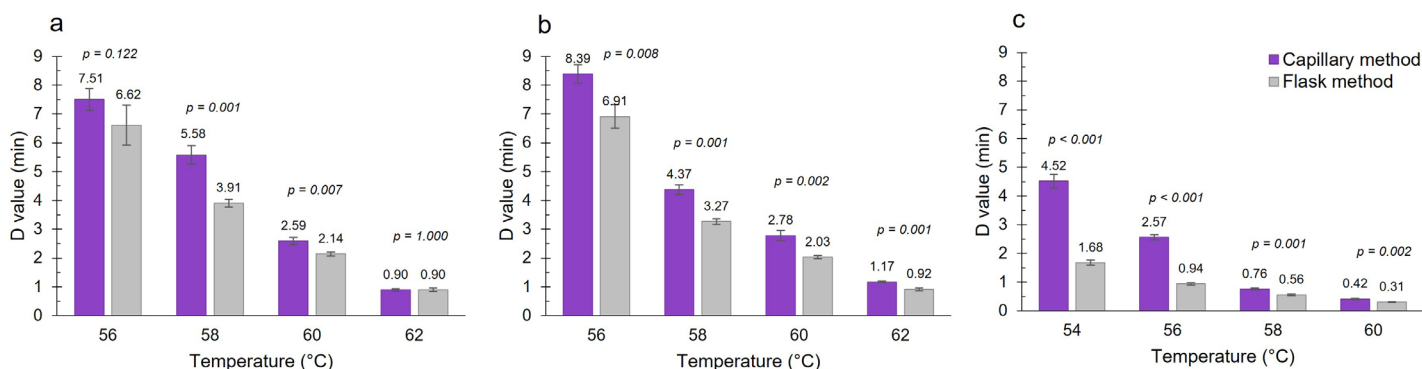 a
p = 0.122
7.51
6.62
p = 0.001
5.58
3.91
p = 0.007
2.59
2.14
p = 1.000
0.90
0.90
9
8
7
6
5
4
3
2
1
0
D value (min)
56
58
60
62
Temperature (°C)
b
p = 0.008
8.39
6.91
p = 0.001
4.37
3.27
p = 0.002
2.78
2.03
p = 0.001
1.17
0.92
9
8
7
6
5
4
3
2
1
0
D value (min)
56
58
60
62
Temperature (°C)
c
Capillary method
Flask method
p < 0.001
4.52
1.68
p < 0.001
2.57
0.94
p = 0.001
0.76
0.56
p = 0.002
0.42
0.31
9
8
7
6
5
4
3
2
1
0
D value (min)
54
56
58
60
Temperature (°C)